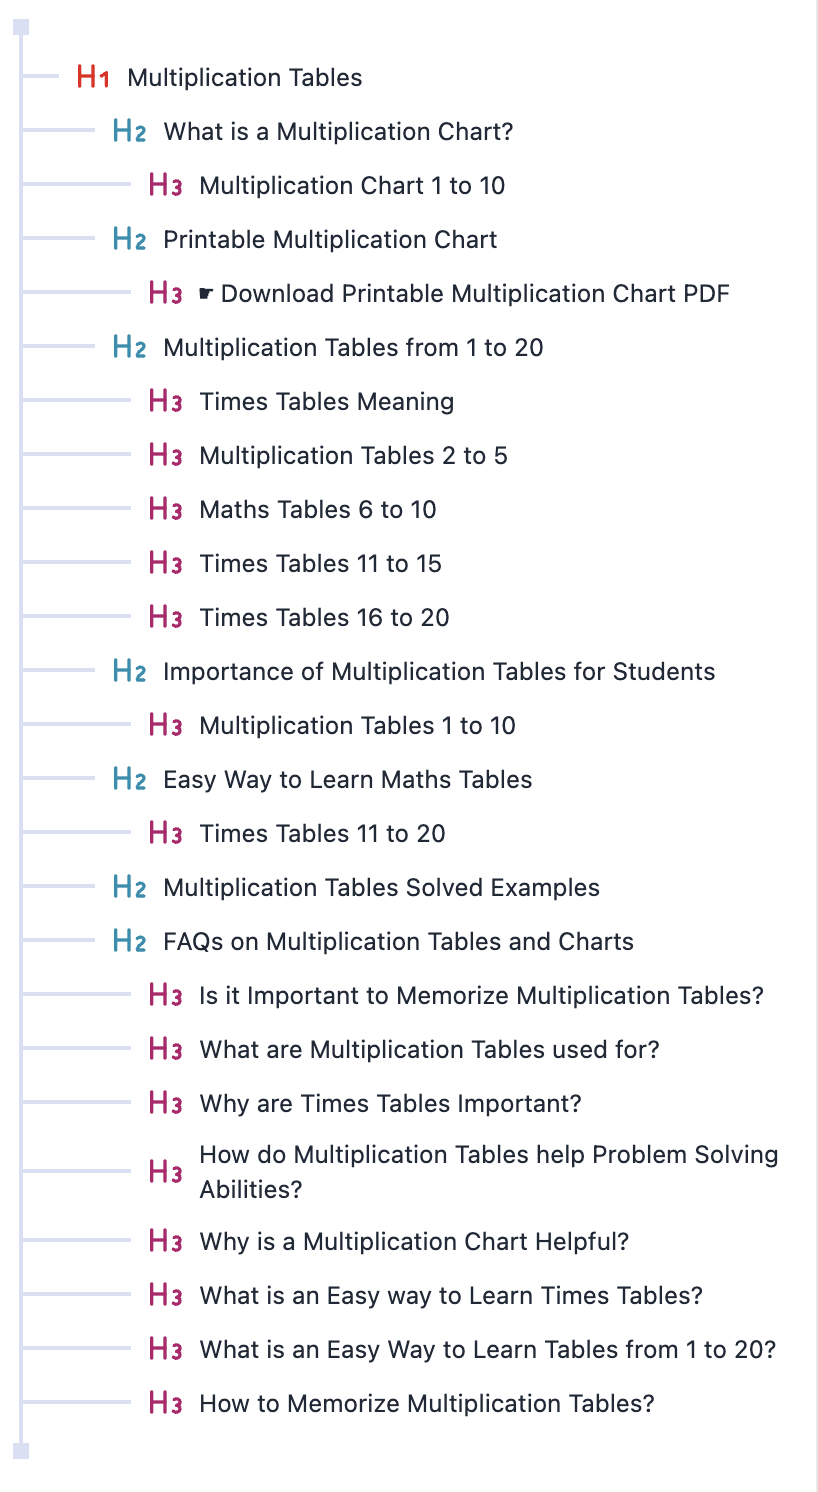 H1 Multiplication Tables
H2 What is a Multiplication Chart?
H3 Multiplication Chart 1 to 10
H2 Printable Multiplication Chart
H3 ☛ Download Printable Multiplication Chart PDF
H2 Multiplication Tables from 1 to 20
H3 Times Tables Meaning
H3 Multiplication Tables 2 to 5
H3 Maths Tables 6 to 10
H3 Times Tables 11 to 15
H3 Times Tables 16 to 20
H2 Importance of Multiplication Tables for Students
H3 Multiplication Tables 1 to 10
H2 Easy Way to Learn Maths Tables
H3 Times Tables 11 to 20
H2 Multiplication Tables Solved Examples
H2 FAQs on Multiplication Tables and Charts
H3 Is it Important to Memorize Multiplication Tables?
H3 What are Multiplication Tables used for?
H3 Why are Times Tables Important?
H3 How do Multiplication Tables help Problem Solving
Abilities?
H3 Why is a Multiplication Chart Helpful?
H3 What is an Easy way to Learn Times Tables?
H3 What is an Easy Way to Learn Tables from 1 to 20?
H3 How to Memorize Multiplication Tables?